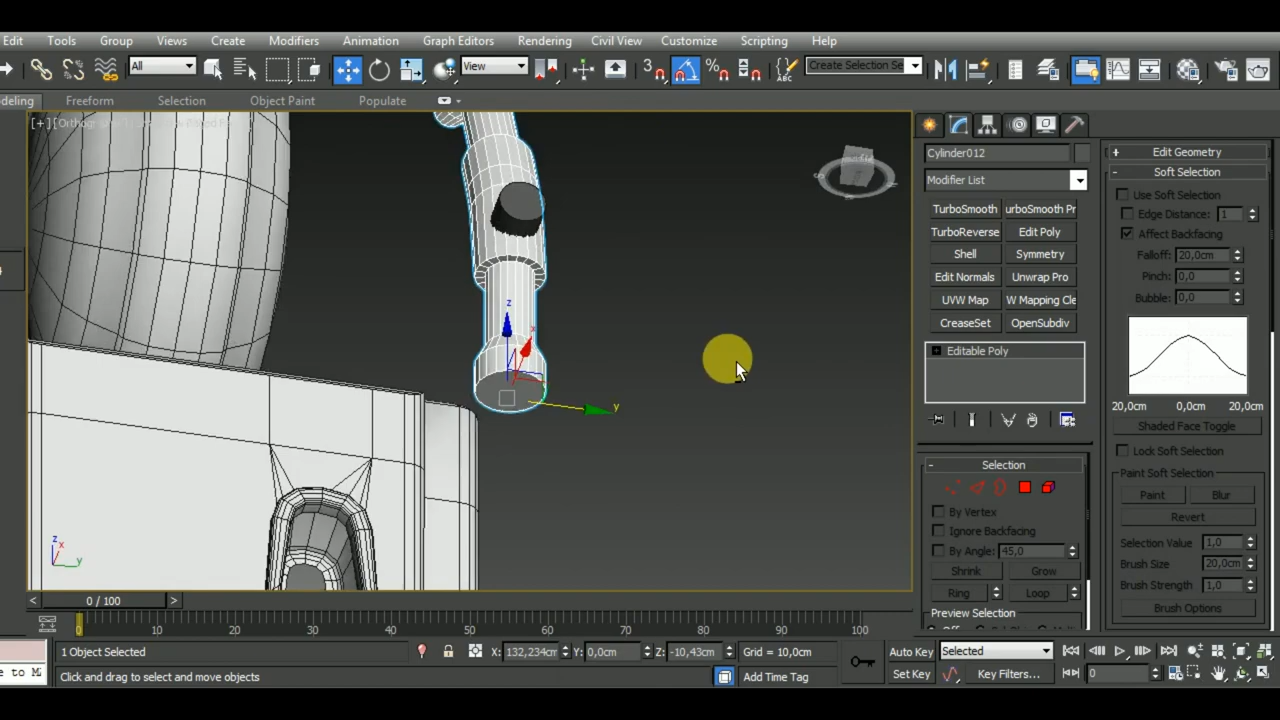 Edit Tools Group Views Create Modifiers Animation Graph Editors Rendering Civil View Customize Scripting Help
All View 3 Create Selection Se
deling Freeform Selection Object Paint Populate
Cylinder012
Modifier List
TurboSmooth urboSmooth Pr
TurboReverse Edit Poly
Shell Symmetry
Edit Normals Unwrap Pro
UVW Map W Mapping Cle
CreaseSet OpenSubdiv
Editable Poly
Selection
By Vertex
Ignore Backfacing
By Angle: 45,0
Shrink Grow
Ring Loop
Preview Selection
Edit Geometry
Soft Selection
Use Soft Selection
Edge Distance: 1
Affect Backfacing
Falloff: 20,0cm
Pinch: 0,0
Bubble: 0,0
20,0cm 0,0cm 20,0cm
Shaded Face Toggle
Lock Soft Selection
Paint Soft Selection
Paint Blur
Revert
Selection Value 1,0
Brush Size 20,0cm
Brush Strength 1,0
Brush Options
z
x
y
z
x
y
< 0 / 100 >
0 10 20 30 40 50 60 70 80 90 100
1 Object Selected X: 132,234cm Y: 0,0cm Z: -10,43cm Grid = 10,0cm Auto Key Selected
e to M Click and drag to select and move objects Add Time Tag Set Key Key Filters... 0